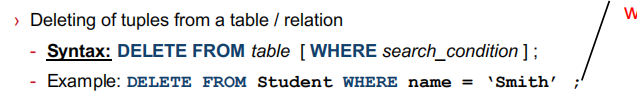 › Deleting of tuples from a table / relation
W
- Syntax: DELETE FROM table [ WHERE search_condition ] ;
- Example: DELETE FROM Student WHERE name = ‘Smith’ ;